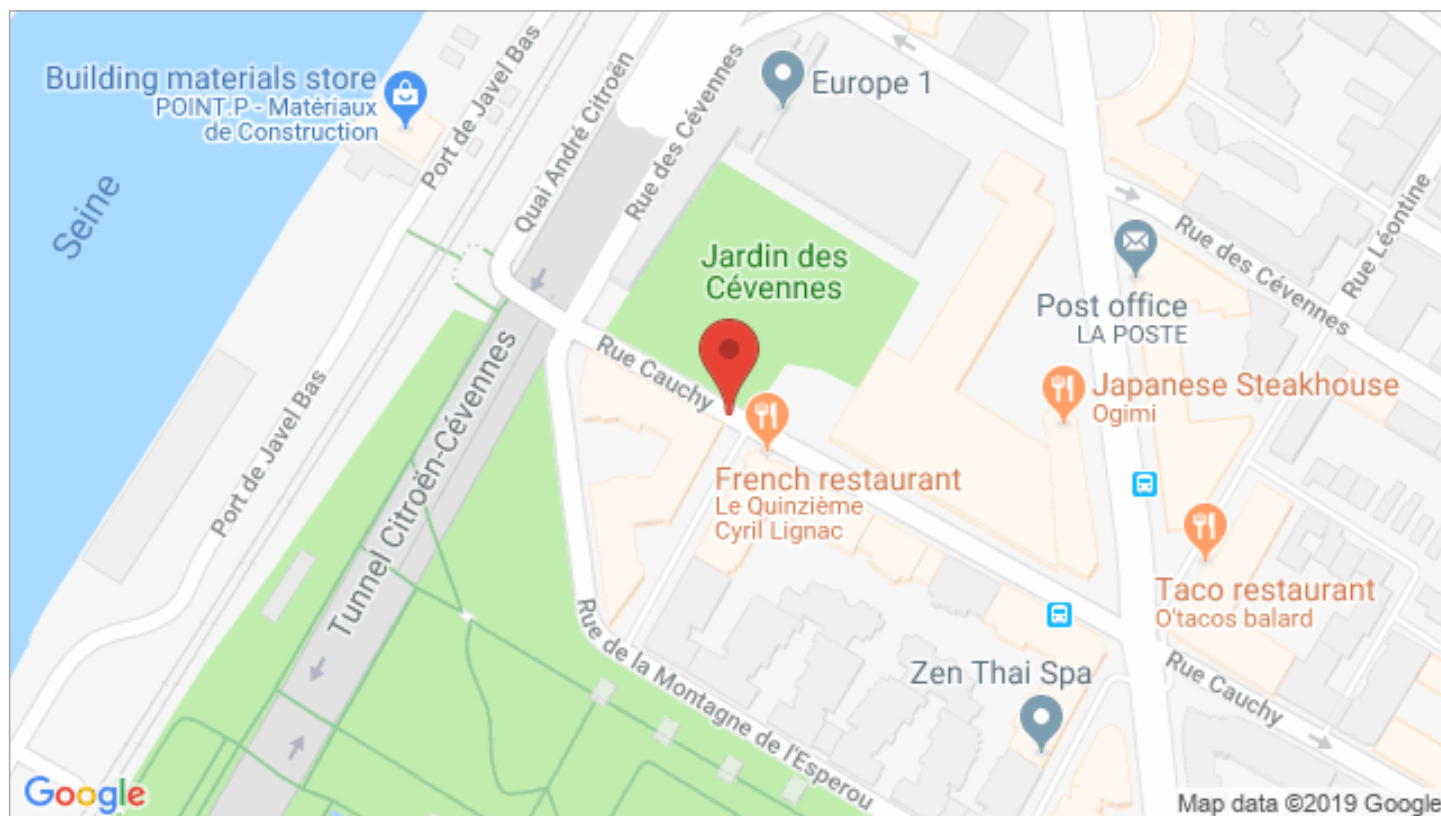 Building materials store
POINT.P - Matériaux
de Construction
Port de Javel Bas
Quai André Citroën
Rue des Cévennes
Europe 1
Seine
Jardin des
Cévennes
Rue Léontine
Rue des Cévennes
Post office
LA POSTE
Rue Cauchy
Japanese Steakhouse
Ogimi
Tunnel Citroën-Cévennes
Port de Javel Bas
French restaurant
Le Quinzième
Cyril Lignac
Taco restaurant
O'tacos balard
Rue de la Montagne de l'Esperou
Zen Thai Spa
Rue Cauchy
Google
Map data ©2019 Google